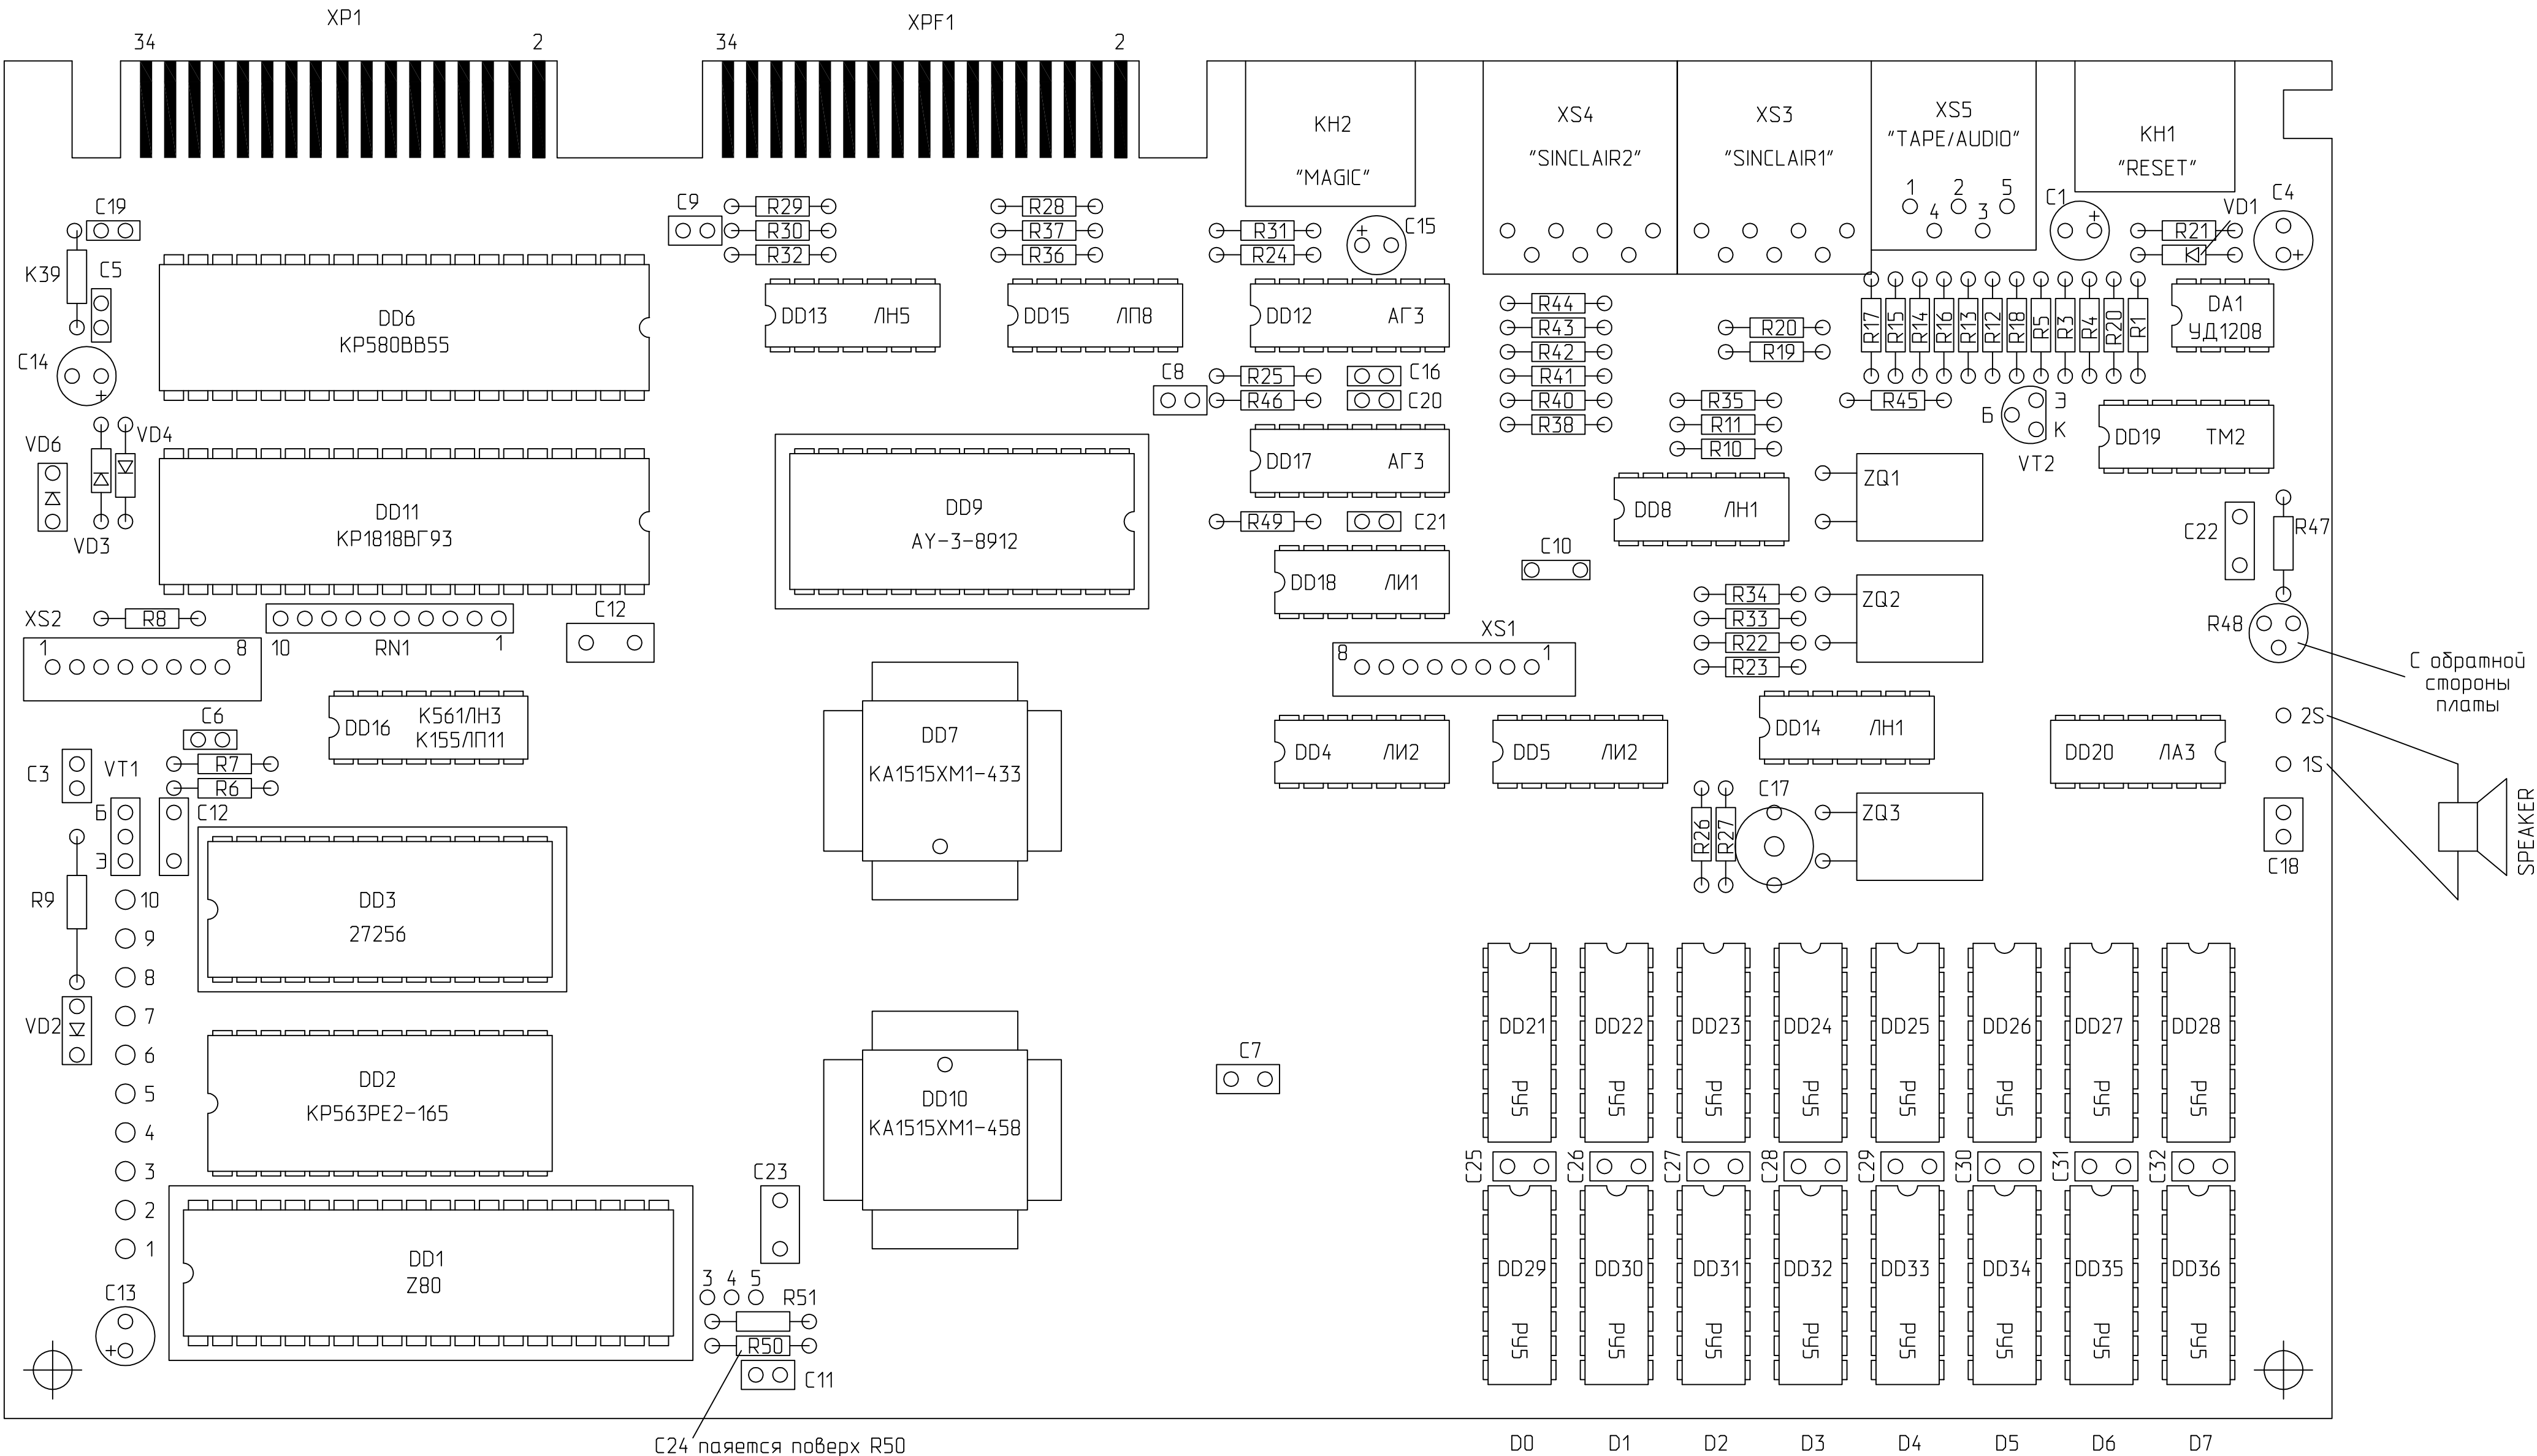 XP1
XPF1
34
2
34
2
KH2
"MAGIC"
XS4
"SINCLAIR2"
XS3
"SINCLAIR1"
XS5
"TAPE/AUDIO"
1
2
5
4
3
KH1
"RESET"
C1
+
VD1
C4
+
R21
C19
K39
C5
C14
+
DD6
КР580ВВ55
C9
R29
R30
R32
R28
R37
R36
R31
R24
+
C15
DD13 ЛН5
DD15 ЛП8
DD12 АГ3
R44
R43
R42
R41
R40
R38
R20
R19
R17
R15
R14
R16
R13
R12
R18
R5
R3
R4
R20
R1
DA1
УД1208
C8
R25
R46
C16
C20
R35
R11
R10
R45
Б
Э
К
VT2
DD19 ТМ2
VD6
VD4
VD3
DD11
КР1818ВГ93
DD9
AY-3-8912
DD17 АГ3
R49
C21
DD8 ЛН1
ZQ1
C22
R47
C10
DD18 ЛИ1
XS2
R8
1
8
10
RN1
1
C12
XS1
8
1
R34
R33
R22
R23
ZQ2
R48
С обратной
стороны
платы
C6
DD16
К561ЛН3
К155ЛП11
C3
VT1
R7
R6
Б
Э
C12
DD7
КА1515ХМ1-433
DD4 ЛИ2
DD5 ЛИ2
DD14 ЛН1
DD20 ЛА3
2S
1S
R26
R27
C17
ZQ3
C18
SPEAKER
R9
10
9
8
7
6
5
4
3
2
1
DD3
27256
VD2
DD2
КР563РЕ2-165
DD10
КА1515ХМ1-458
C7
DD21
DD22
DD23
DD24
DD25
DD26
DD27
DD28
РУ5
РУ5
РУ5
РУ5
РУ5
РУ5
РУ5
РУ5
C25
C26
C27
C28
C29
C30
C31
C32
C23
DD1
Z80
C13
+
3 4 5
R51
R50
C11
DD29
DD30
DD31
DD32
DD33
DD34
DD35
DD36
РУ5
РУ5
РУ5
РУ5
РУ5
РУ5
РУ5
РУ5
С24 паяется поверх R50
D0
D1
D2
D3
D4
D5
D6
D7